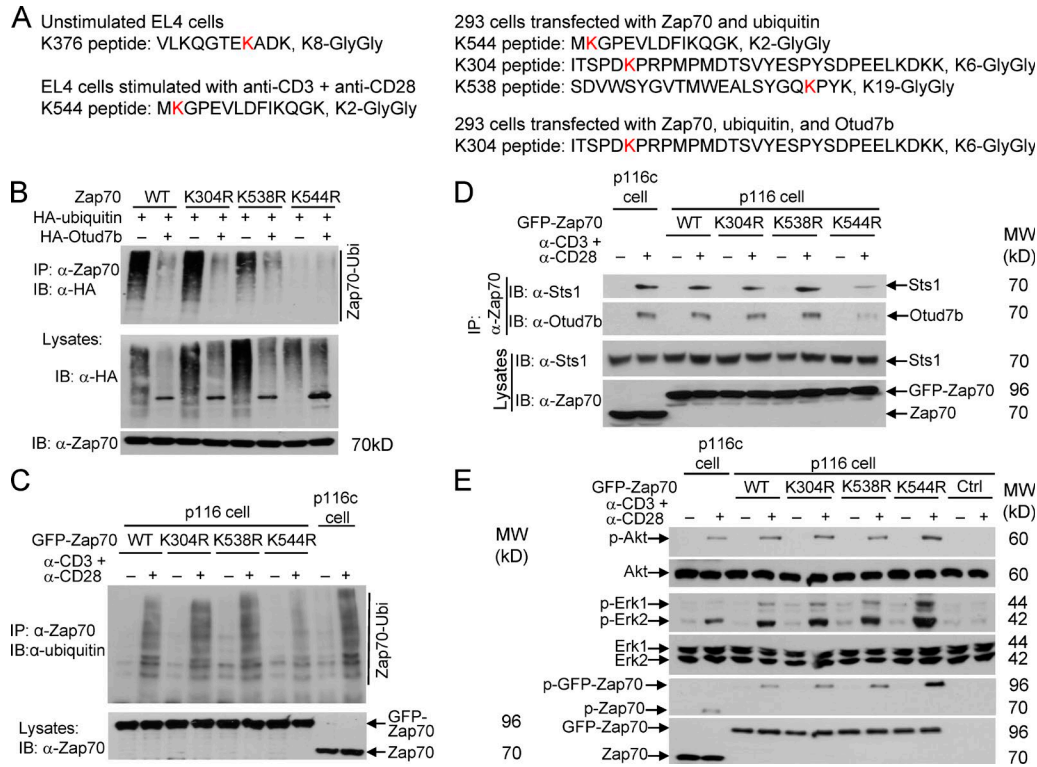 A
Unstimulated EL4 cells
K376 peptide: VLKQGTEKADK, K8-GlyGly
EL4 cells stimulated with anti-CD3 + anti-CD28
K544 peptide: MKGPEVLDFIKQGK, K2-GlyGly
293 cells transfected with Zap70 and ubiquitin
K544 peptide: MKGPEVLDFIKQGK, K2-GlyGly
K304 peptide: ITSPDKPRPMPMDTSVYESPYSDPEELKDKK, K6-GlyGly
K538 peptide: SDVWSYGVTMWEALSYGQKPYK, K19-GlyGly
293 cells transfected with Zap70, ubiquitin, and Otud7b
K304 peptide: ITSPDKPRPMPMDTSVYESPYSDPEELKDKK, K6-GlyGly
B
Zap70 WT K304R K538R K544R
HA-ubiquitin + + + + + + + +
HA-Otud7b – + – + – + – +
IP: α-Zap70
IB: α-HA
Zap70-Ubi
Lysates:
IB: α-HA
IB: α-Zap70
70kD
C
p116 cell
p116c cell
GFP-Zap70 WT K304R K538R K544R
α-CD3 +
α-CD28 – + – + – + – + – +
IP: α-Zap70
IB:α-ubiquitin
Zap70-Ubi
Lysates:
IB: α-Zap70
GFP-Zap70
Zap70
MW
(kD)
96
70
D
p116c cell
p116 cell
GFP-Zap70 WT K304R K538R K544R
α-CD3 +
α-CD28 – + – + – + – + – +
MW
(kD)
IP: α-Zap70
IB: α-Sts1
Sts1 70
IB: α-Otud7b
Otud7b 70
Lysates
IB: α-Sts1
Sts1 70
IB: α-Zap70
GFP-Zap70 96
Zap70 70
E
p116c cell
p116 cell
GFP-Zap70 WT K304R K538R K544R Ctrl
α-CD3 +
α-CD28 – + – + – + – + – + – +
MW
(kD)
p-Akt 60
Akt 60
p-Erk1 44
p-Erk2 42
Erk1 44
Erk2 42
p-GFP-Zap70 96
p-Zap70 70
GFP-Zap70 96
Zap70 70